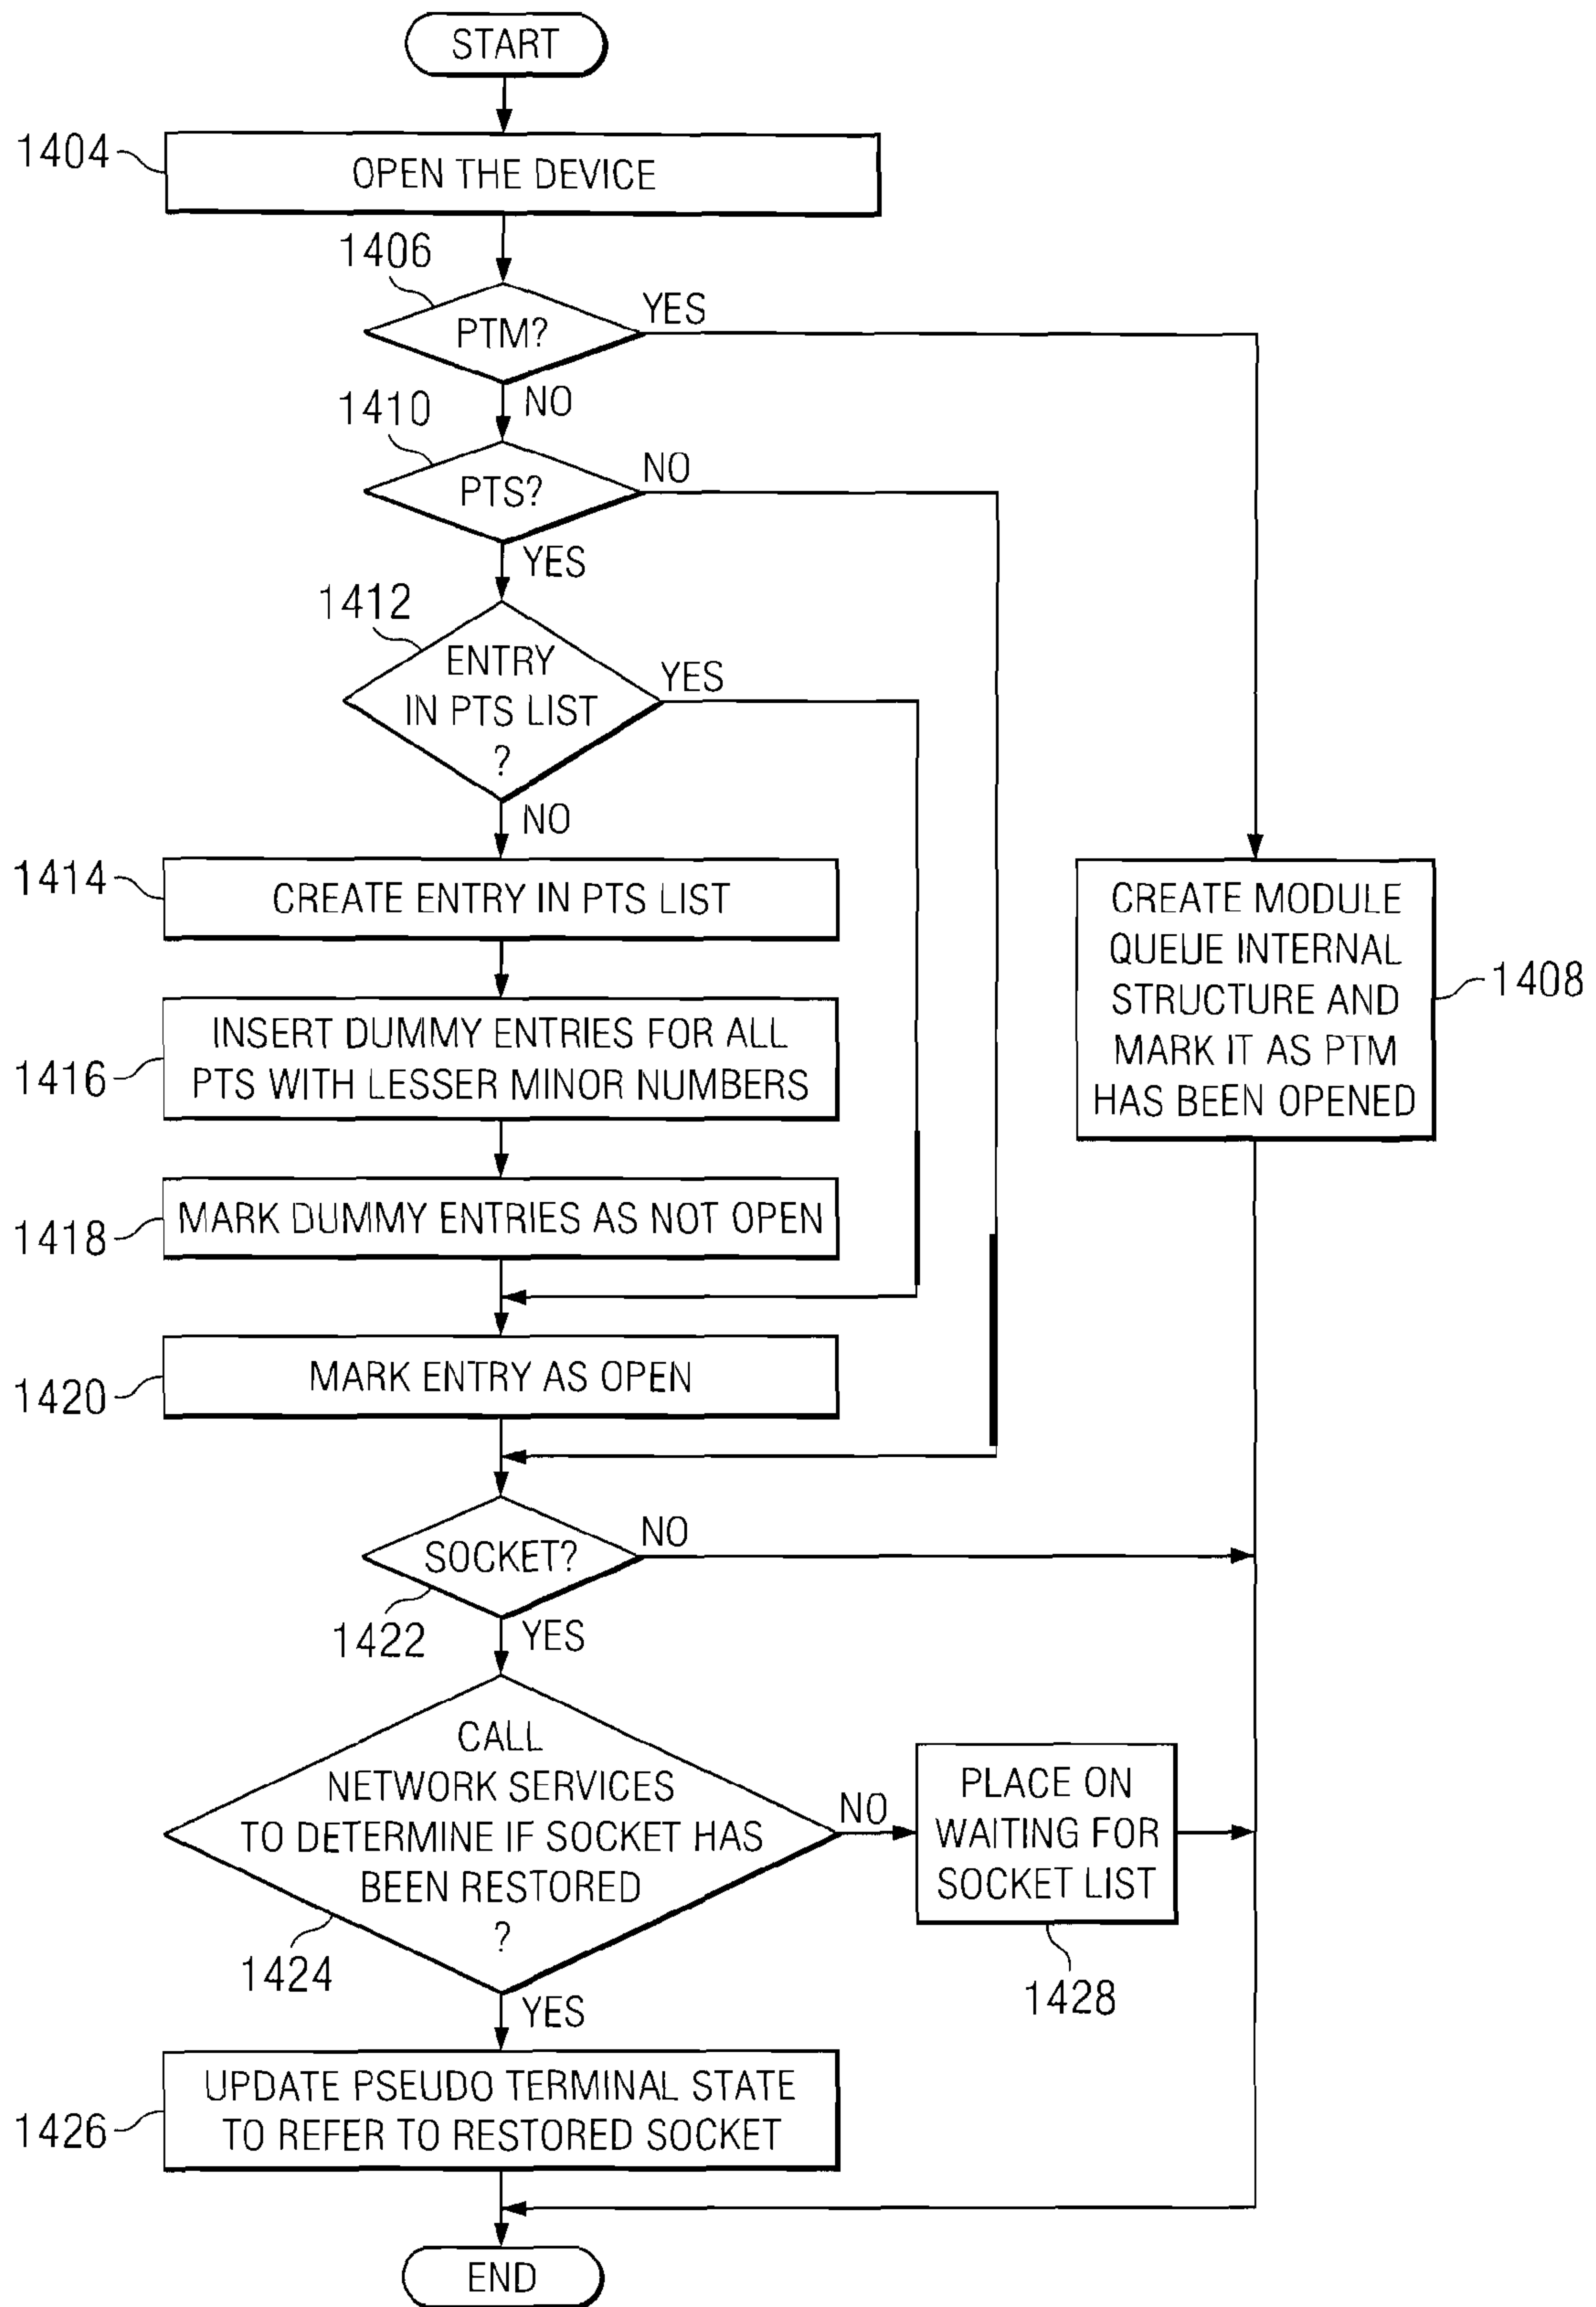 START
1404
OPEN THE DEVICE
1406
PTM?
YES
NO
1410
PTS?
NO
YES
1412
ENTRY
IN PTS LIST
?
YES
NO
1414
CREATE ENTRY IN PTS LIST
1416
INSERT DUMMY ENTRIES FOR ALL
PTS WITH LESSER MINOR NUMBERS
1418
MARK DUMMY ENTRIES AS NOT OPEN
1420
MARK ENTRY AS OPEN
CREATE MODULE
QUEUE INTERNAL
STRUCTURE AND
MARK IT AS PTM
HAS BEEN OPENED
1408
SOCKET?
NO
1422
YES
CALL
NETWORK SERVICES
TO DETERMINE IF SOCKET HAS
BEEN RESTORED
?
1424
NO
PLACE ON
WAITING FOR
SOCKET LIST
1428
YES
1426
UPDATE PSEUDO TERMINAL STATE
TO REFER TO RESTORED SOCKET
END